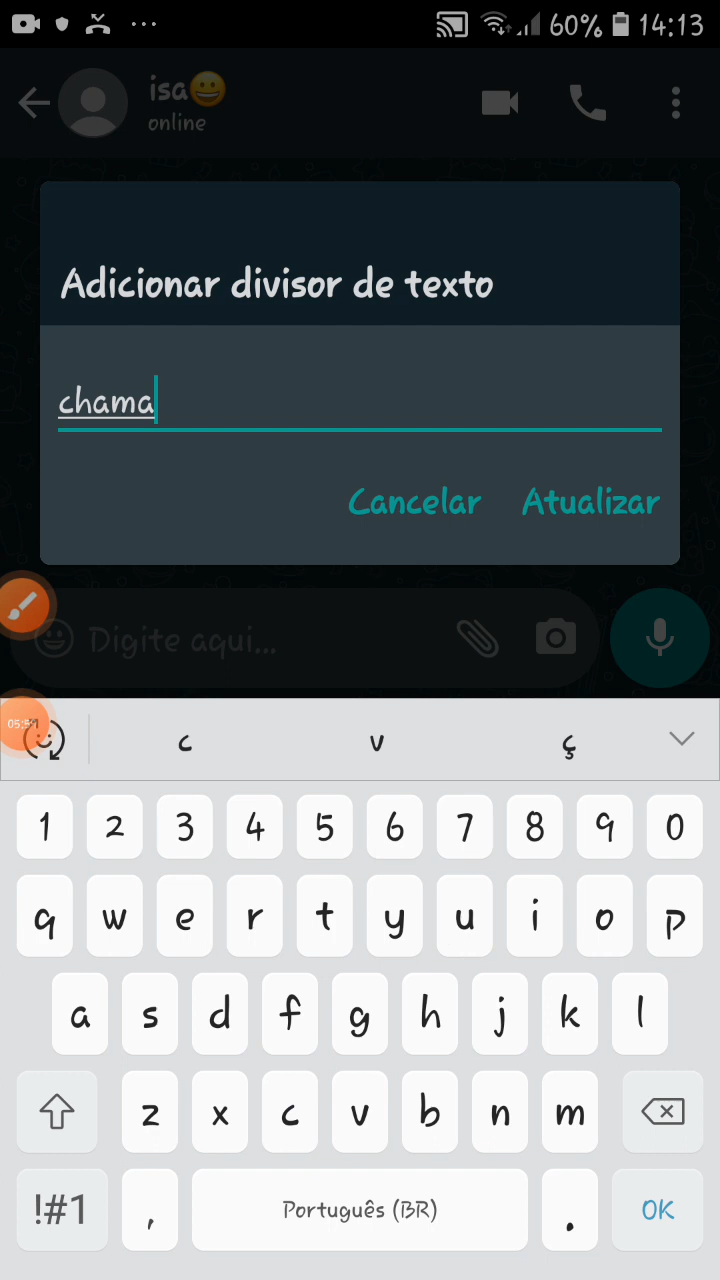 60% 14:13
isa😀
online
Adicionar divisor de texto
chama
Cancelar Atualizar
Digite aqui...
c v ç
1 2 3 4 5 6 7 8 9 0
q w e r t y u i o p
a s d f g h j k l
z x c v b n m
!#1 , Português (BR) . OK